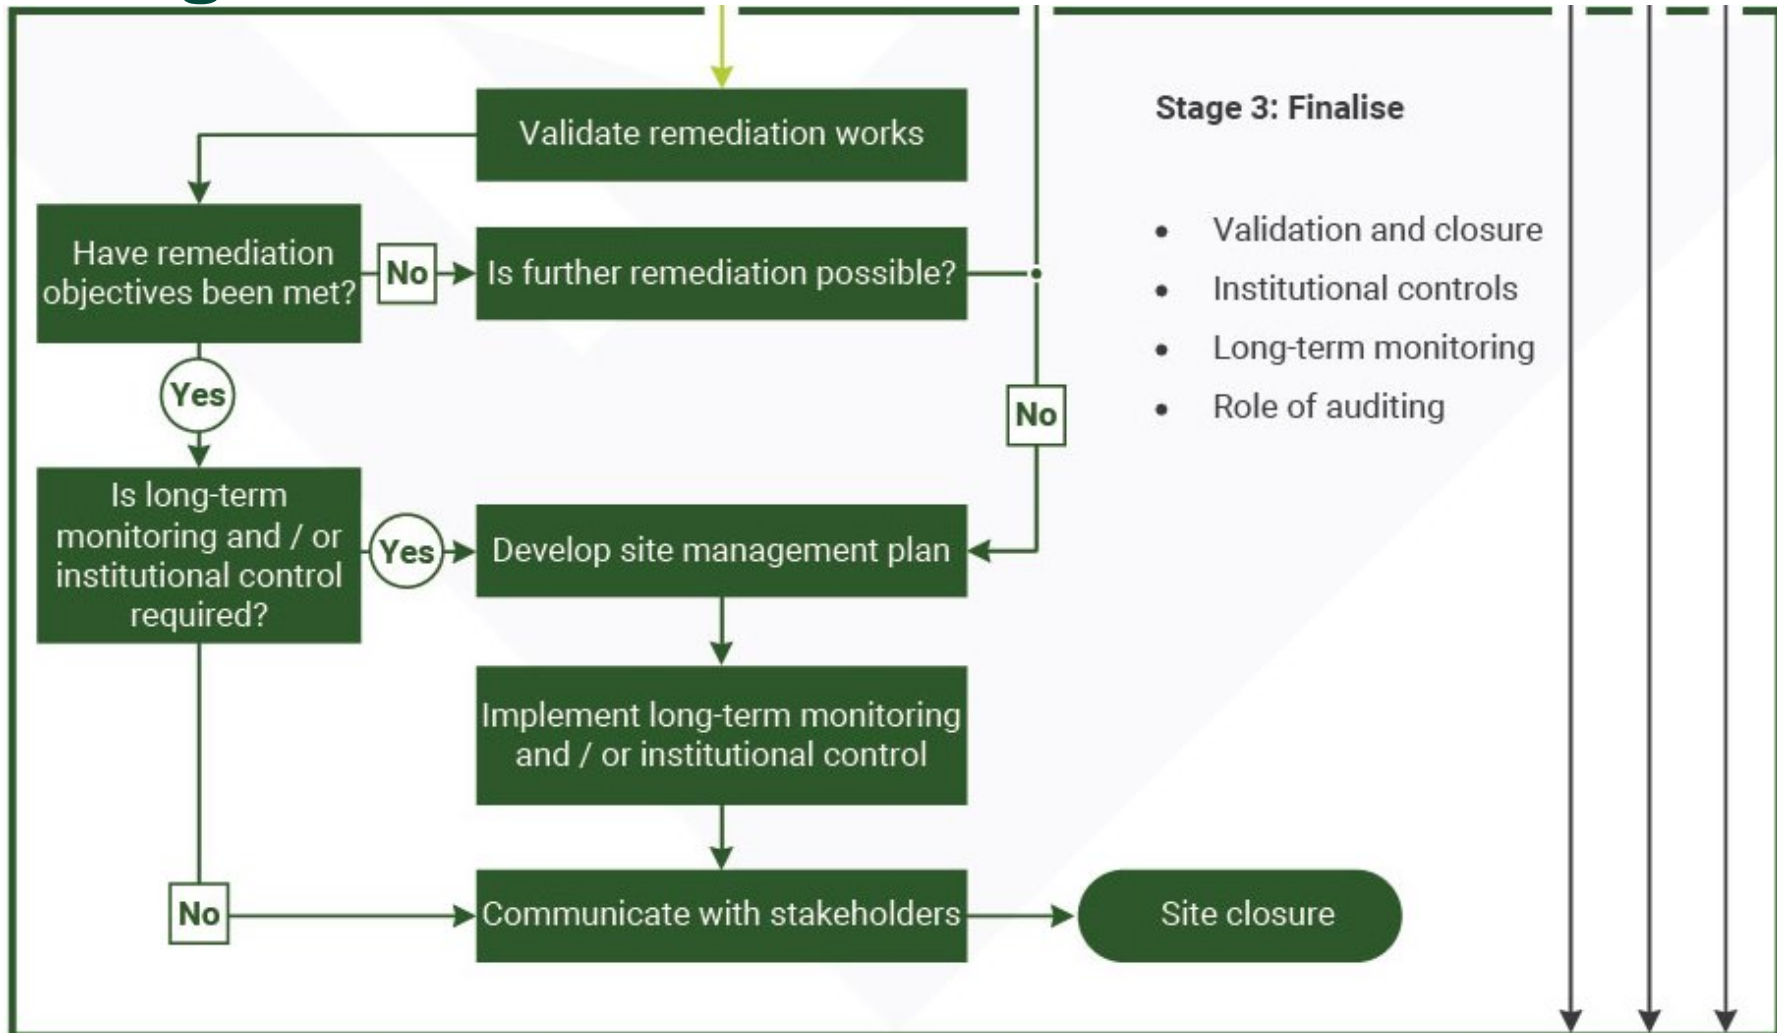 Validate remediation works
Stage 3: Finalise
Have remediation
objectives been met?
No
Is further remediation possible?
• Validation and closure
• Institutional controls
• Long-term monitoring
• Role of auditing
Yes
No
Is long-term
monitoring and / or
institutional control
required?
Yes
Develop site management plan
Implement long-term monitoring
and / or institutional control
No
Communicate with stakeholders
Site closure